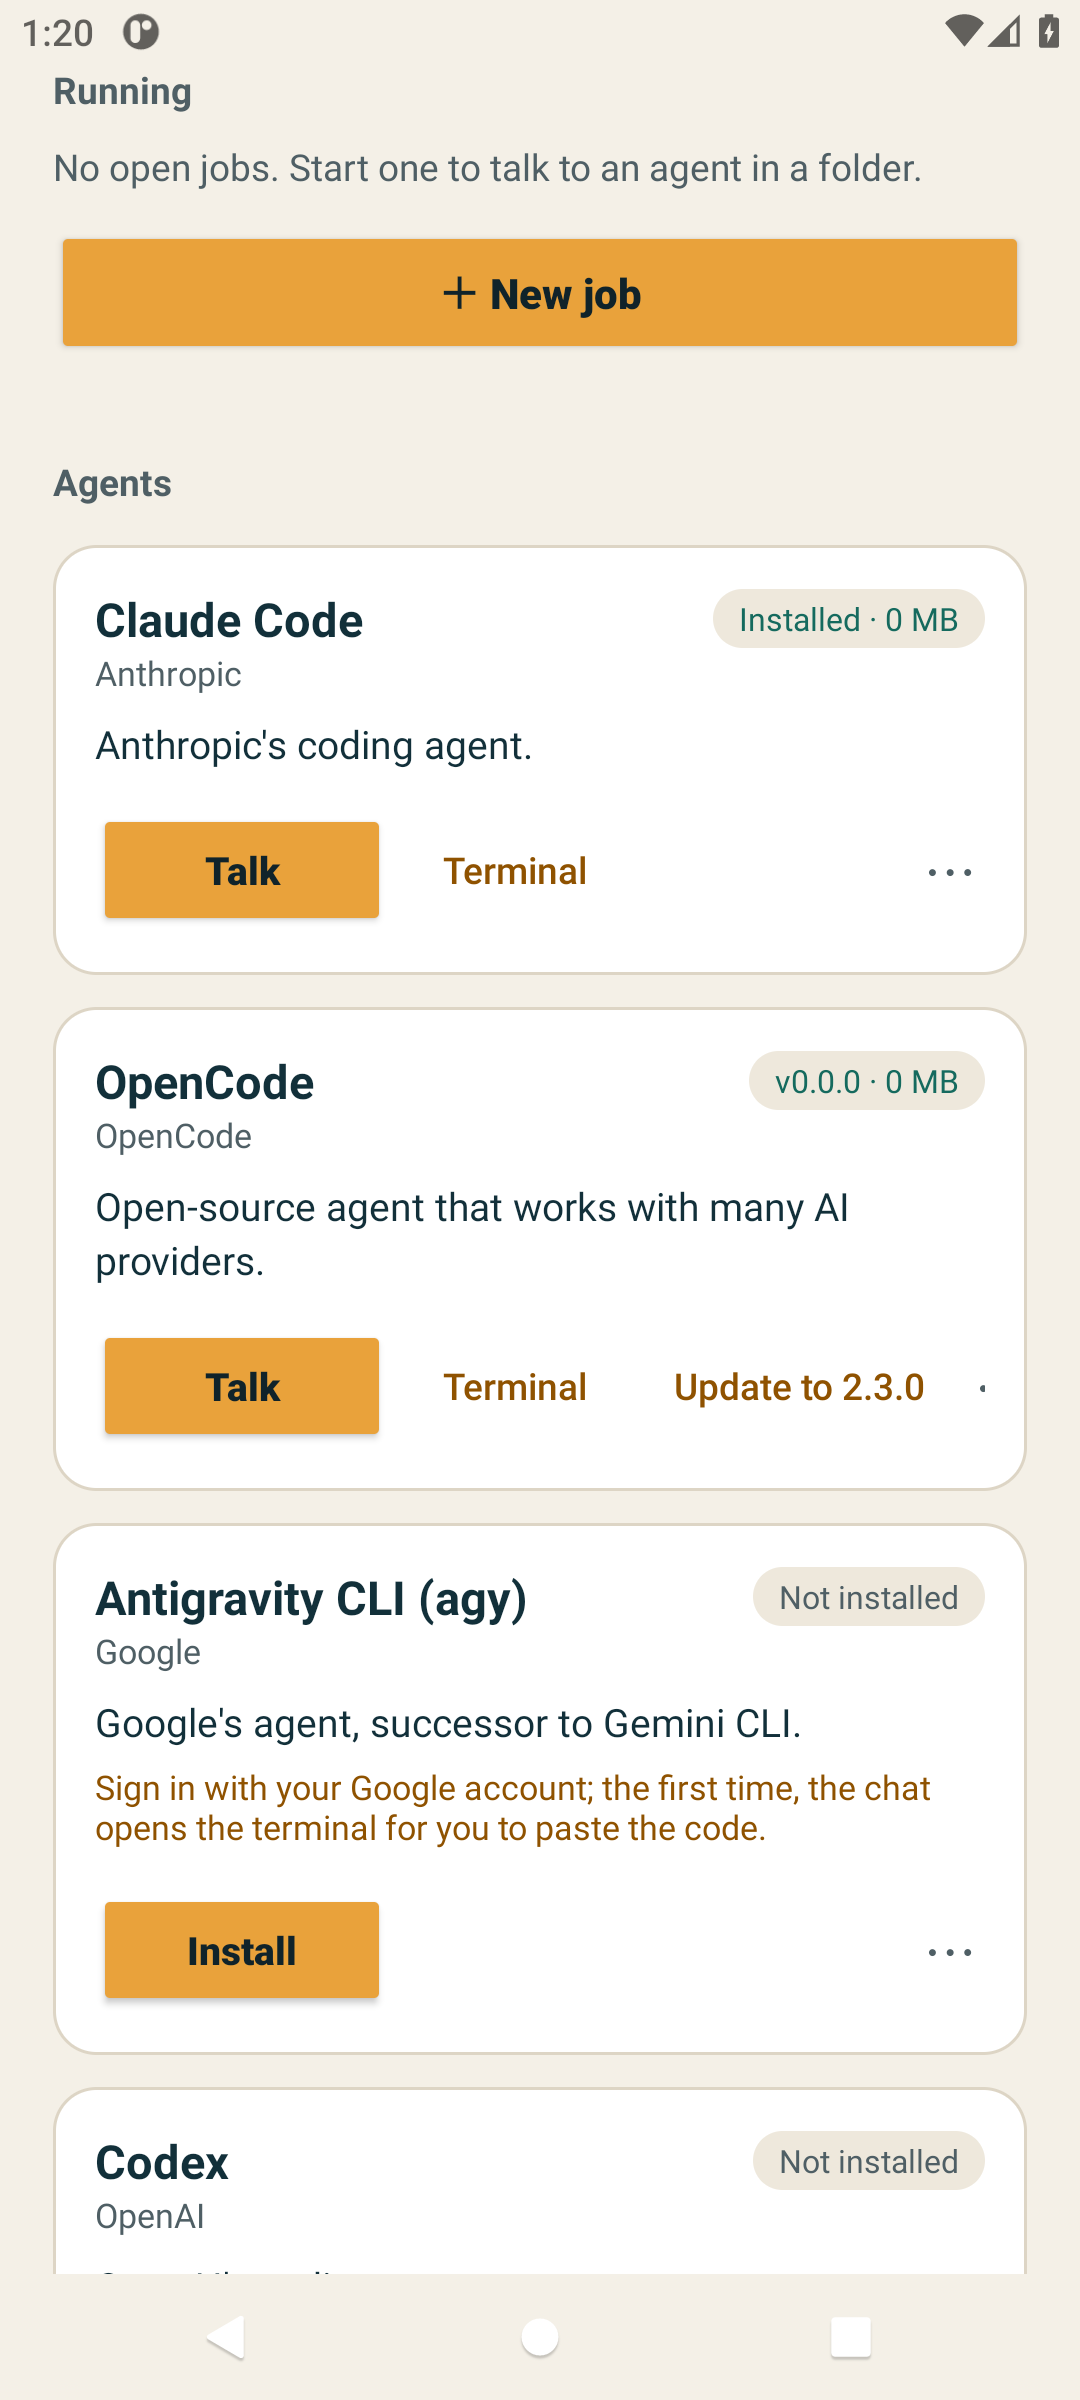 1:20
Running
No open jobs. Start one to talk to an agent in a folder.
+ New job
Agents
Claude Code
Installed · 0 MB
Anthropic
Anthropic's coding agent.
Talk
Terminal
OpenCode
v0.0.0 · 0 MB
OpenCode
Open-source agent that works with many AI
providers.
Talk
Terminal
Update to 2.3.0
Antigravity CLI (agy)
Not installed
Google
Google's agent, successor to Gemini CLI.
Sign in with your Google account; the first time, the chat
opens the terminal for you to paste the code.
Install
Codex
Not installed
OpenAI